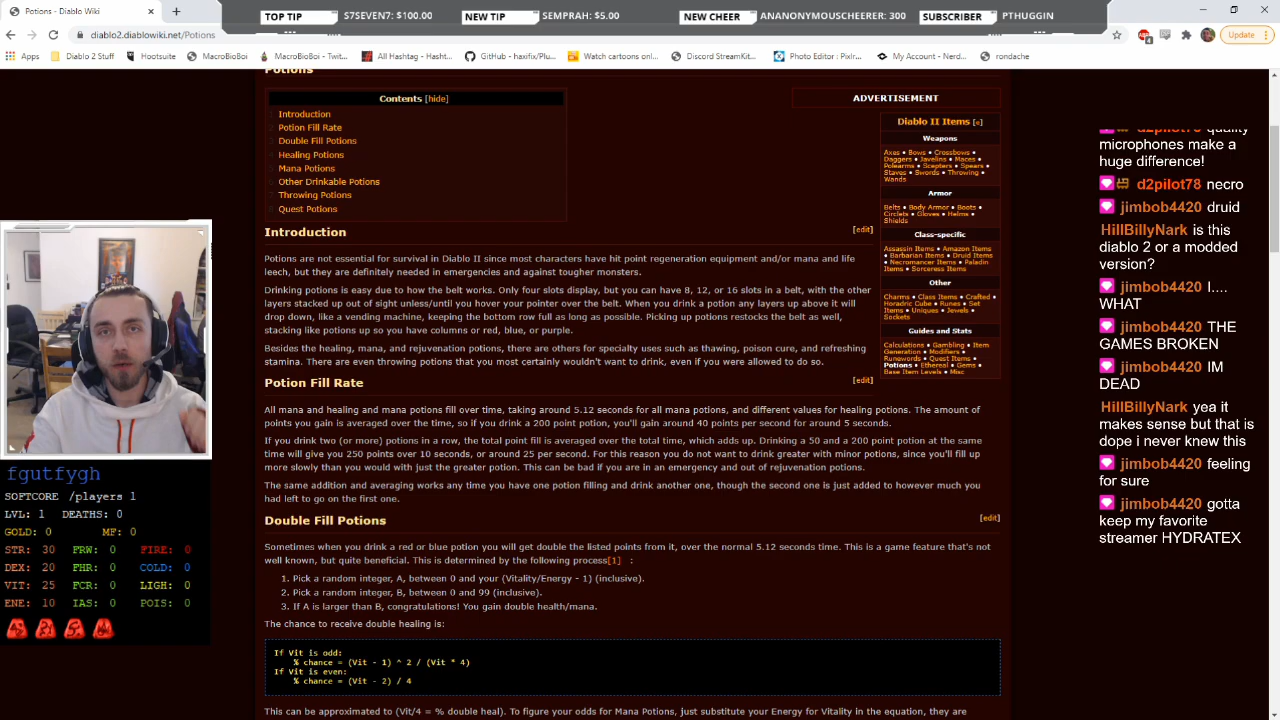 TOP TIP
S7SEVEN7: $100.00
NEW TIP
SEMPRAH: $5.00
NEW CHEER
ANANONYMOUSCHEERER: 300
SUBSCRIBER
PTHUGGIN
Potions - Diablo Wiki
diablo2.diablowiki.net/Potions
Update
Apps
Diablo 2 Stuff
Hootsuite
MacroBioBoi
MacroBioBoi - Twit...
All Hashtag - Hasht...
GitHub - haxifix/Plu...
Watch cartoons onl...
Discord StreamKit...
Photo Editor : Pixlr...
My Account - Nerd...
rondache
Potions
Contents [hide]
Introduction
Potion Fill Rate
Double Fill Potions
Healing Potions
Mana Potions
Other Drinkable Potions
Throwing Potions
Quest Potions
ADVERTISEMENT
Diablo II Items [e]
Weapons
Axes • Bows • Crossbows •
Daggers • Javelins • Maces •
Polearms • Scepters • Spears •
Staves • Swords • Throwing •
Wands
Armor
Belts • Body Armor • Boots •
Circlets • Gloves • Helms •
Shields
Class-specific
Assassin Items • Amazon Items
• Barbarian Items • Druid Items
• Necromancer Items • Paladin
Items • Sorceress Items
Other
Charms • Class Items • Crafted •
Horadric Cube • Runes • Set
Items • Uniques • Jewels •
Sockets
Guides and Stats
Calculations • Gambling • Item
Generation • Modifiers •
Runewords • Quest Items •
Potions • Ethereal • Gems •
Base Item Levels • Misc
Introduction
[edit]
Potions are not essential for survival in Diablo II since most characters have hit point regeneration equipment and/or mana and life
leech, but they are definitely needed in emergencies and against tougher monsters.
Drinking potions is easy due to how the belt works. Only four slots display, but you can have 8, 12, or 16 slots in a belt, with the other
layers stacked up out of sight unless/until you hover your pointer over the belt. When you drink a potion any layers up above it will
drop down, like a vending machine, keeping the bottom row full as long as possible. Picking up potions restocks the belt as well,
stacking like potions up so you have columns or red, blue, or purple.
Besides the healing, mana, and rejuvenation potions, there are others for specialty uses such as thawing, poison cure, and refreshing
stamina. There are even throwing potions that you most certainly wouldn't want to drink, even if you were allowed to do so.
Potion Fill Rate
[edit]
All mana and healing and mana potions fill over time, taking around 5.12 seconds for all mana potions, and different values for healing potions. The amount of
points you gain is averaged over the time, so if you drink a 200 point potion, you'll gain around 40 points per second for around 5 seconds.
If you drink two (or more) potions in a row, the total point fill is averaged over the total time, which adds up. Drinking a 50 and a 200 point potion at the same
time will give you 250 points over 10 seconds, or around 25 per second. For this reason you do not want to drink greater with minor potions, since you'll fill up
more slowly than you would with just the greater potion. This can be bad if you are in an emergency and out of rejuvenation potions.
The same addition and averaging works any time you have one potion filling and drink another one, though the second one is just added to however much you
had left to go on the first one.
Double Fill Potions
[edit]
Sometimes when you drink a red or blue potion you will get double the listed points from it, over the normal 5.12 seconds time. This is a game feature that's not
well known, but quite beneficial. This is determined by the following process[1] :
1. Pick a random integer, A, between 0 and your (Vitality/Energy - 1) (inclusive).
2. Pick a random integer, B, between 0 and 99 (inclusive).
3. If A is larger than B, congratulations! You gain double health/mana.
The chance to receive double healing is:
If Vit is odd:
% chance = (Vit - 1) ^ 2 / (Vit * 4)
If Vit is even:
% chance = (Vit - 2) / 4
This can be approximated to (Vit/4 = % double heal). To figure your odds for Mana Potions, just substitute your Energy for Vitality in the equation, they are
fgutfygh
SOFTCORE /players 1
LVL: 1 DEATHS: 0
GOLD: 0 MF: 0
STR: 30 FRW: 0 FIRE: 0
DEX: 20 FHR: 0 COLD: 0
VIT: 25 FCR: 0 LIGH: 0
ENE: 10 IAS: 0 POIS: 0
d2pilot78 quality
microphones make a
huge difference!
d2pilot78 necro
jimbob4420 druid
HillBillyNark is this
diablo 2 or a modded
version?
jimbob4420 I....
WHAT
jimbob4420 THE
GAMES BROKEN
jimbob4420 IM
DEAD
HillBillyNark yea it
makes sense but that is
dope i never knew this
jimbob4420 feeling
for sure
jimbob4420 gotta
keep my favorite
streamer HYDRATEX